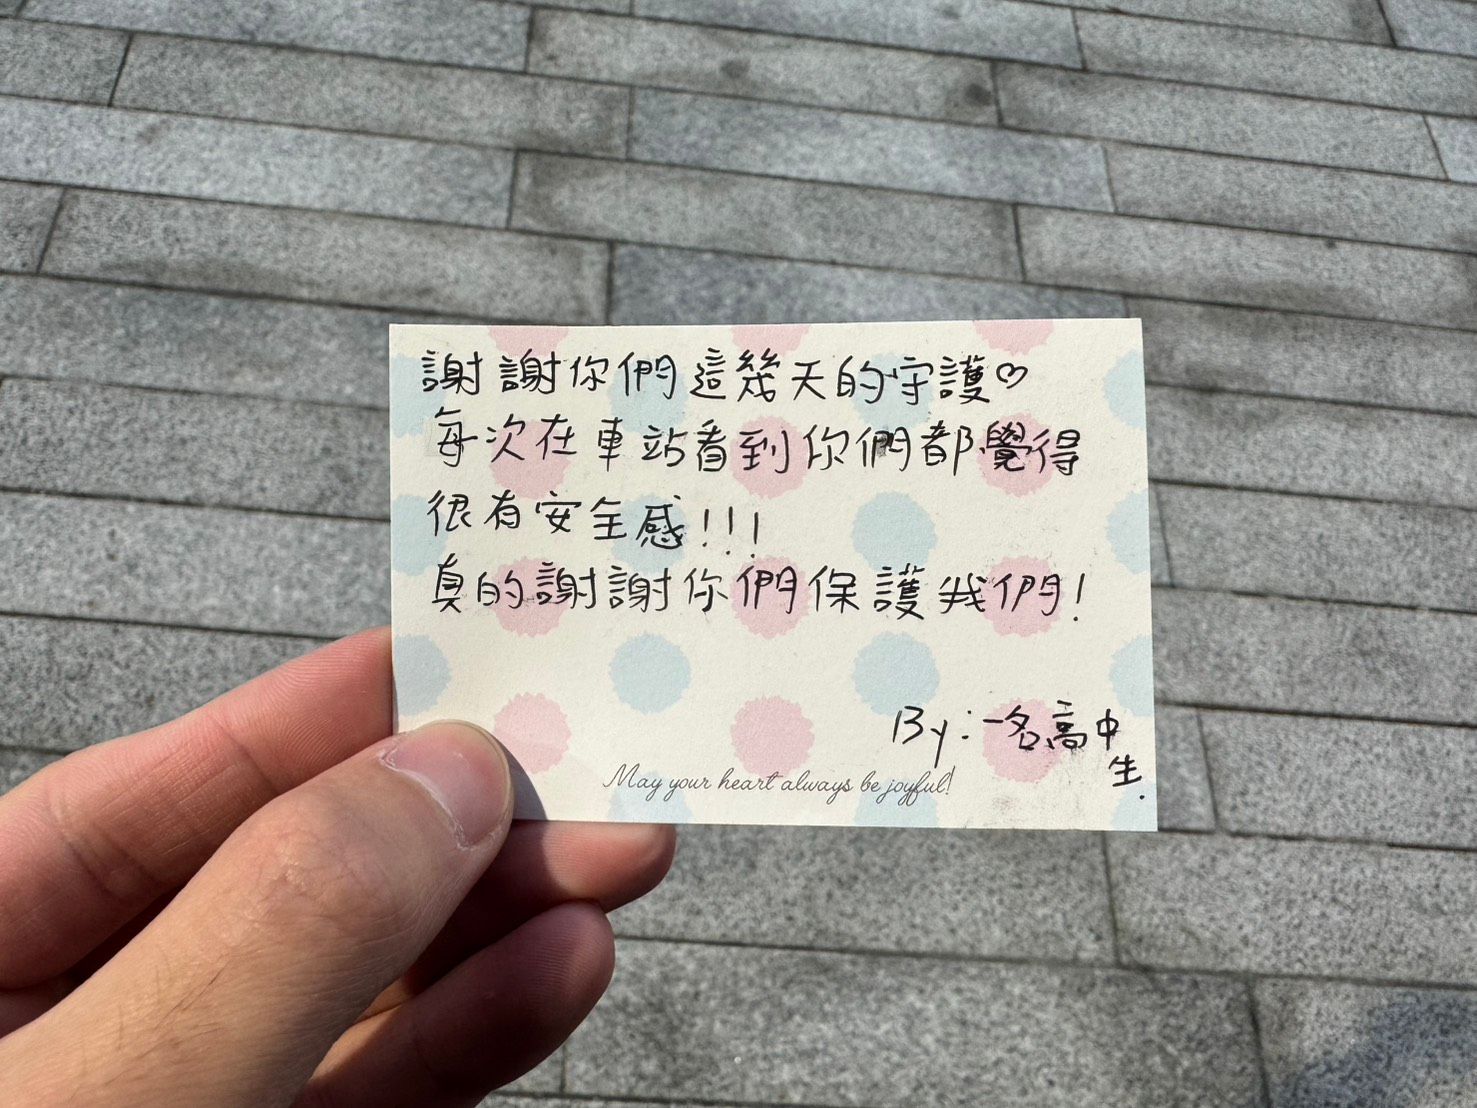 謝謝你們這幾天的守護♡
每次在車站看到你們都覺得
很有安全感!!!
真的謝謝你們保護我們!
By:一名高中
生.
May your heart always be joyful!